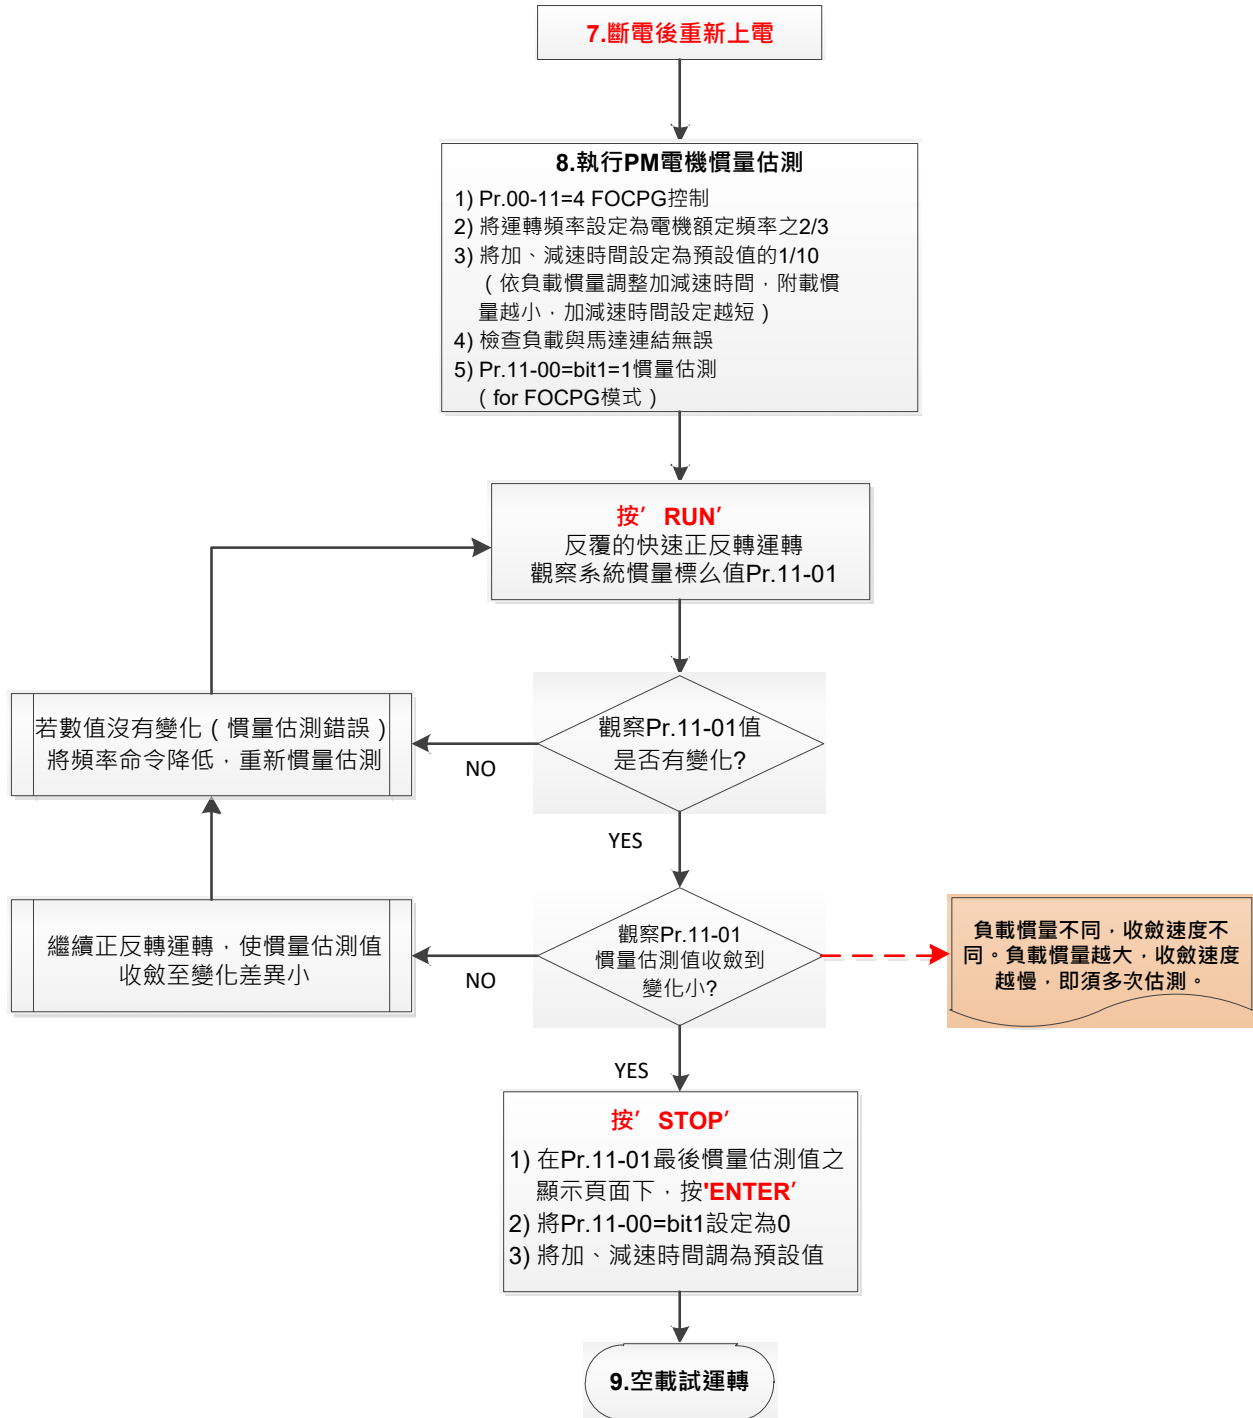 7.斷電後重新上電
8.執行PM電機慣量估測
1) Pr.00-11=4 FOCPG控制
2) 將運轉頻率設定為電機額定頻率之2/3
3) 將加、減速時間設定為預設值的1/10
（依負載慣量調整加減速時間，附載慣
量越小，加減速時間設定越短）
4) 檢查負載與馬達連結無誤
5) Pr.11-00=bit1=1慣量估測
（for FOCPG模式）
按’RUN’
反覆的快速正反轉運轉
觀察系統慣量標么值Pr.11-01
觀察Pr.11-01值
是否有變化?
NO
若數值沒有變化（慣量估測錯誤）
將頻率命令降低，重新慣量估測
YES
觀察Pr.11-01
慣量估測值收斂到
變化小?
NO
繼續正反轉運轉，使慣量估測值
收斂至變化差異小
負載慣量不同，收斂速度不
同。負載慣量越大，收斂速度
越慢，即須多次估測。
YES
按’STOP’
1) 在Pr.11-01最後慣量估測值之
顯示頁面下，按'ENTER’
2) 將Pr.11-00=bit1設定為0
3) 將加、減速時間調為預設值
9.空載試運轉